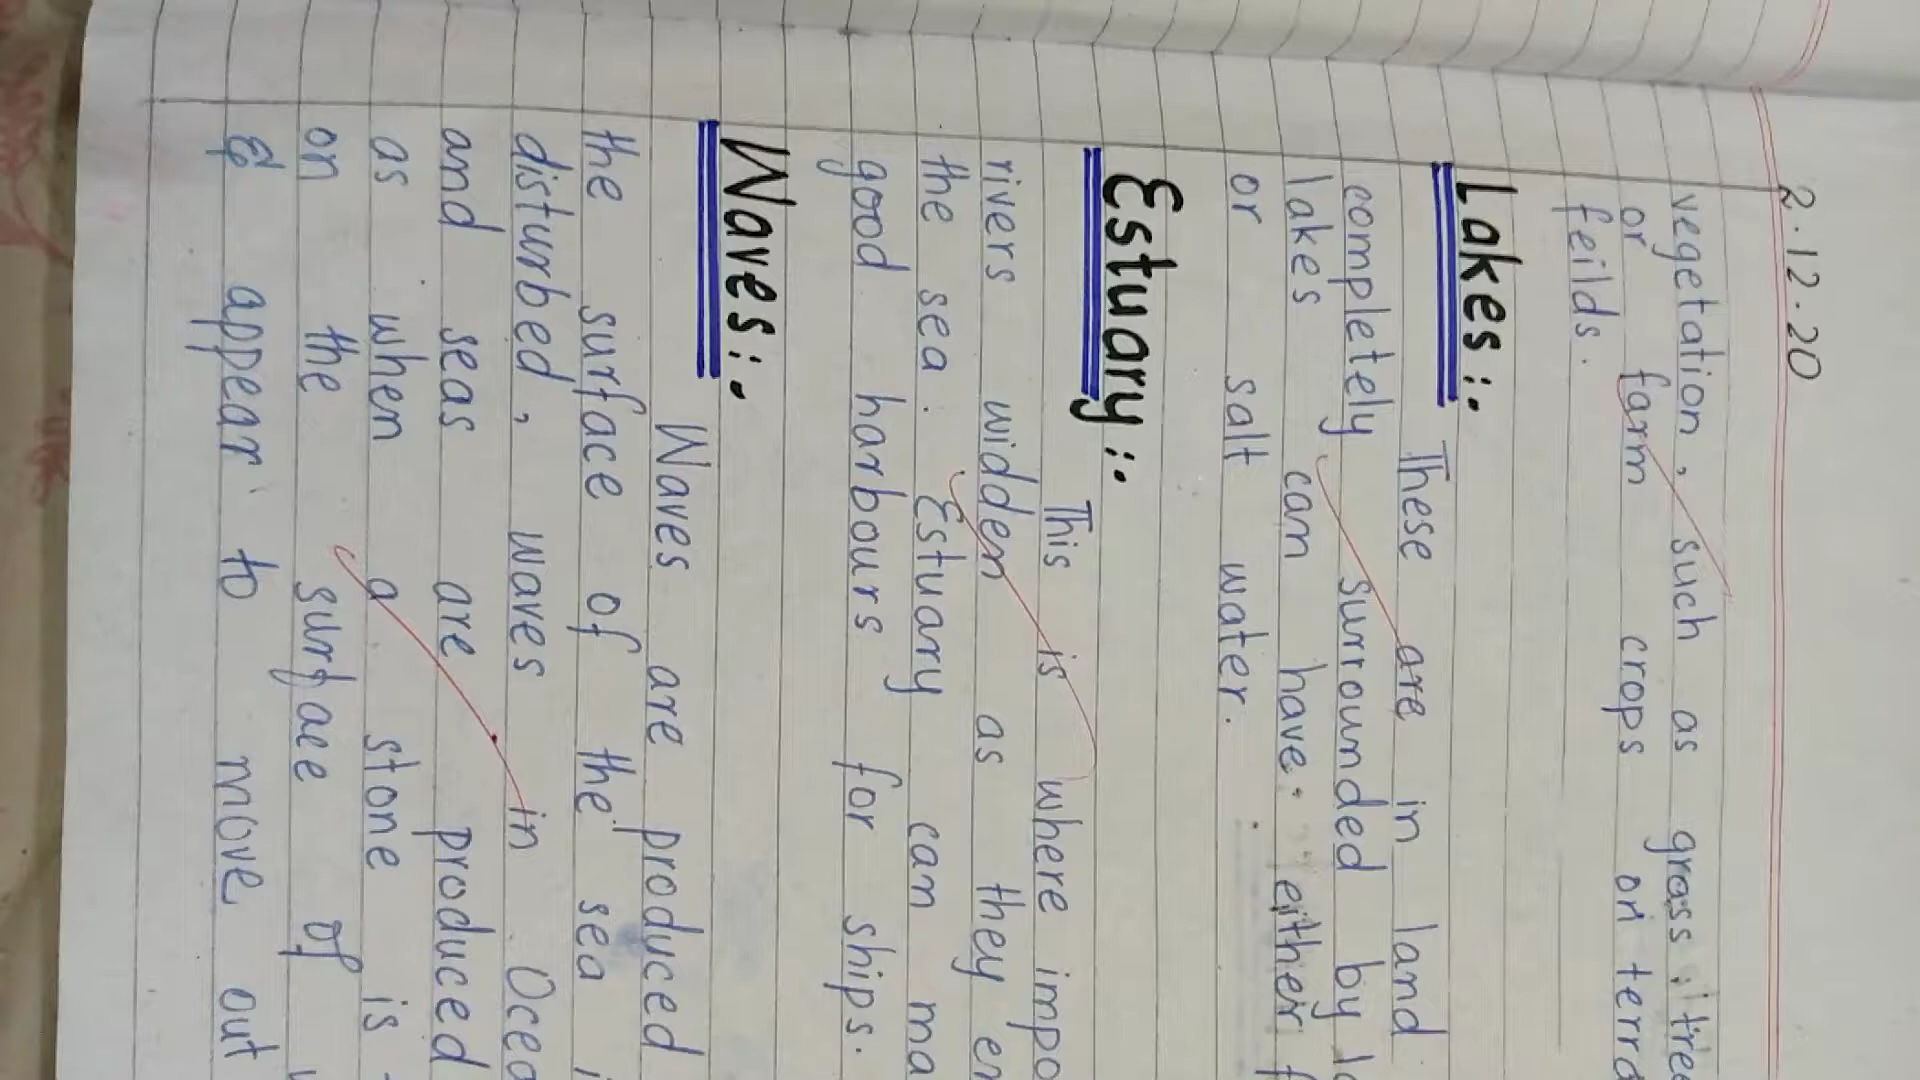 2.12.20
vegetation, such as grass, tree
or farm crops on terra
feilds.
Lakes:.
These are in land
completely surrounded by la
lakes can have either f
or salt water.
Estuary:.
This is where impo
rivers widden as they en
the sea. Estuary can ma
good harbours for ships.
Waves:.
Waves are produced
the surface of the sea i
disturbed, waves in Ocea
and seas are produced
as when a stone is
on the surface of
& appear to move out